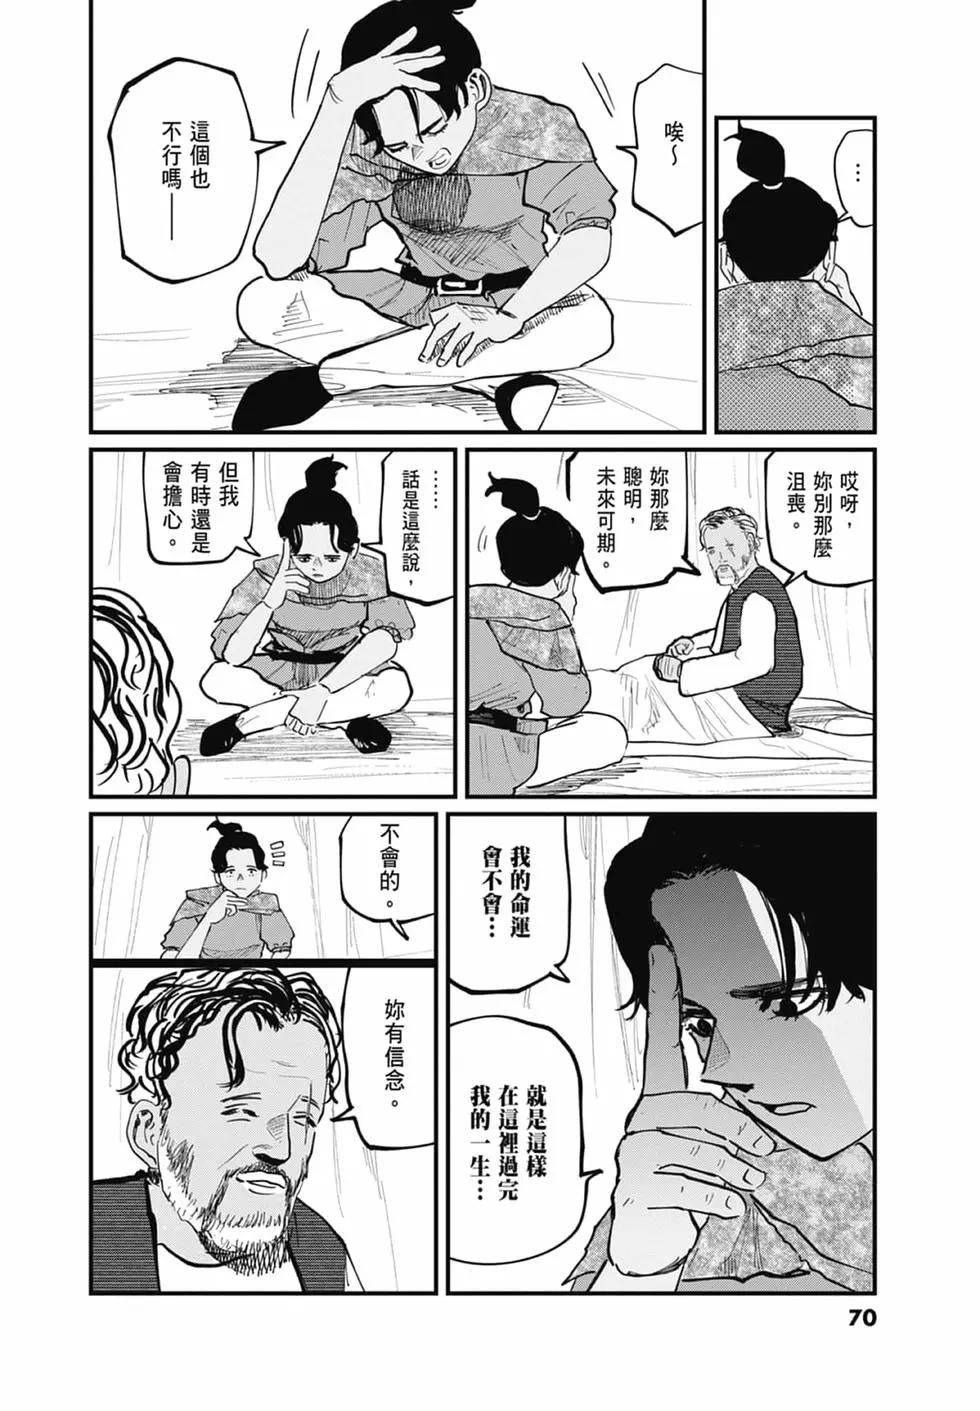 …
唉～
這個也
不行嗎——
哎呀，
妳別那麼
沮喪。
妳那麼
聰明，
未來可期。
……
話是這麼說，
但我
有時還是
會擔心。
我的命運
會不會…
就是這樣
在這裡過完
我的一生…
不會的。
妳有信念。
70